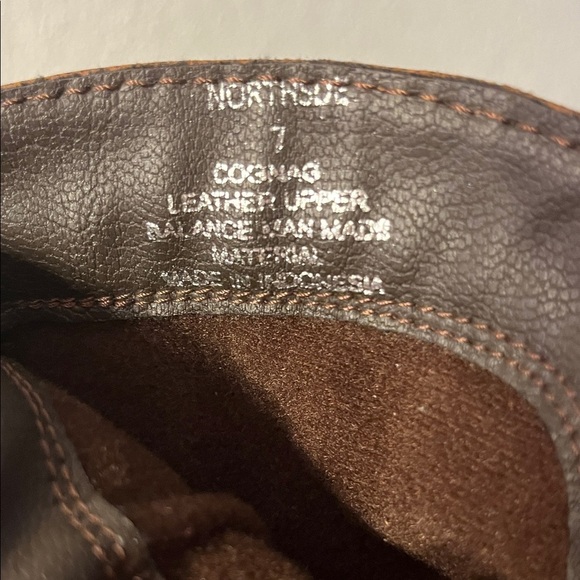 NORTHSIDE
7
COGNAC
LEATHER UPPER
BALANCE MAN MADE
MATERIAL
MADE IN INDONESIA